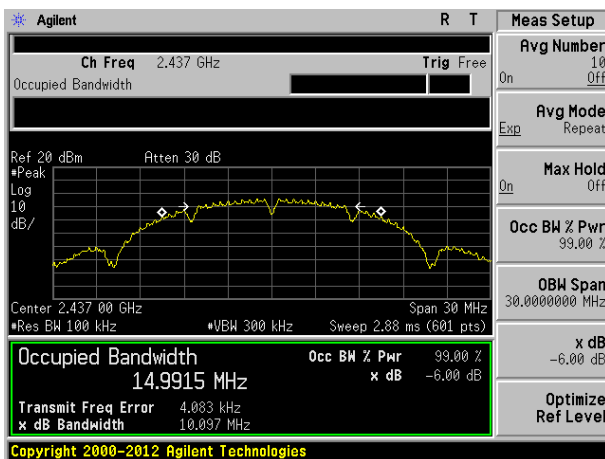 Agilent R T
Ch Freq 2.437 GHz Trig Free
Occupied Bandwidth
Ref 20 dBm Atten 30 dB
#Peak
Log
10
dB/
Center 2.437 00 GHz Span 30 MHz
#Res BW 100 kHz #VBW 300 kHz Sweep 2.88 ms (601 pts)
Occupied Bandwidth
14.9915 MHz
Occ BW % Pwr 99.00 %
x dB -6.00 dB
Transmit Freq Error 4.083 kHz
x dB Bandwidth 10.097 MHz
Copyright 2000-2012 Agilent Technologies
Meas Setup
Avg Number
10
On Off
Avg Mode
Exp Repeat
Max Hold
On Off
Occ BW % Pwr
99.00 %
OBW Span
30.0000000 MHz
x dB
-6.00 dB
Optimize
Ref Level